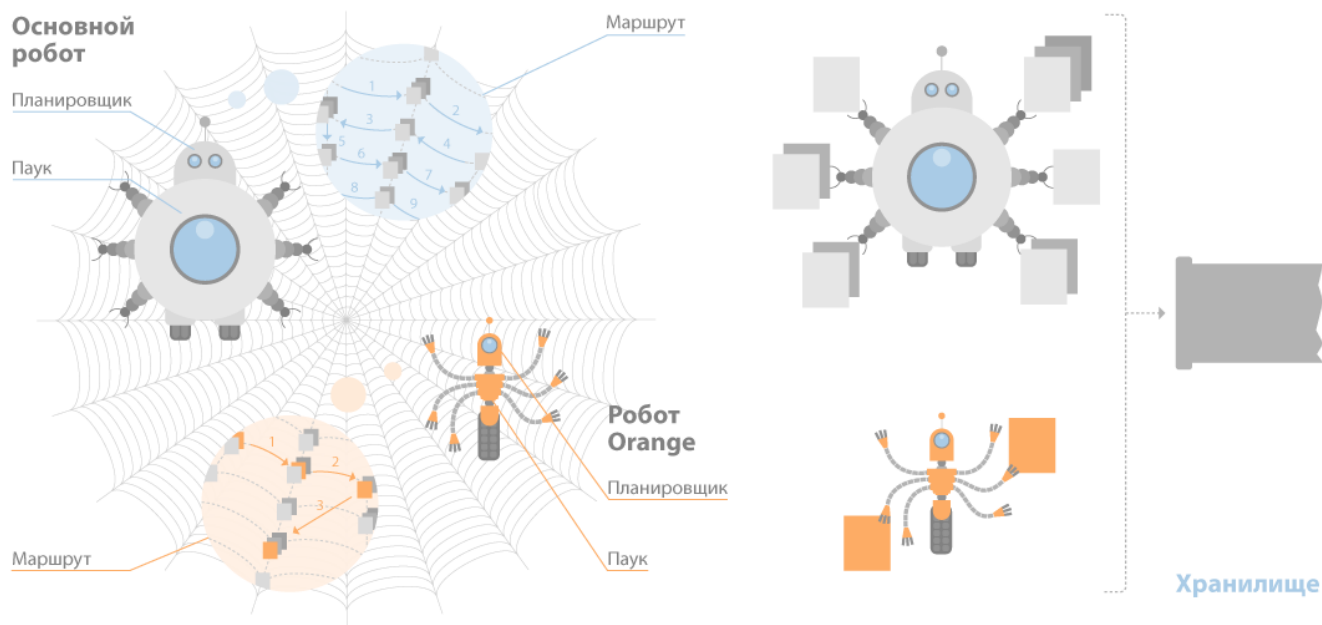 Основной
робот
Планировщик
Паук
Маршрут
1
2
3
4
5
6
7
8
9
Робот
Orange
Планировщик
Паук
1
2
3
Маршрут
Хранилище